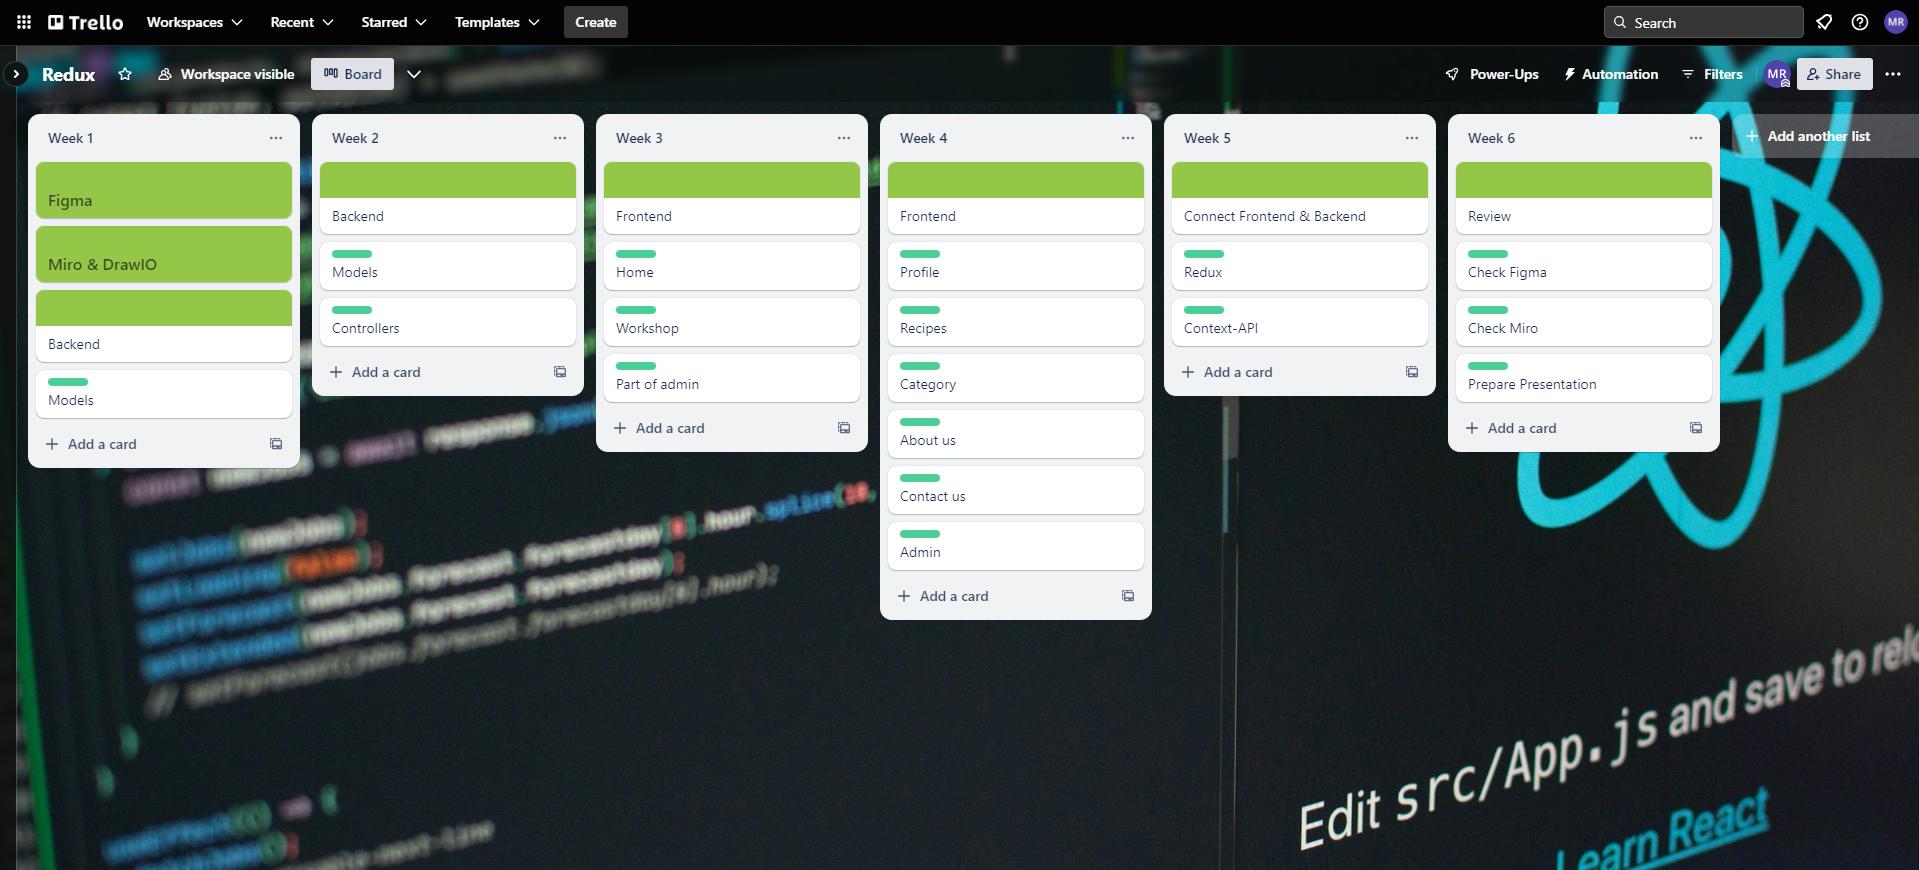 Trello
Workspaces
Recent
Starred
Templates
Create
Search
MR
Redux
Workspace visible
Board
Power-Ups
Automation
Filters
MR
Share
Week 1
Figma
Miro & DrawIO
Backend
Models
Add a card
Week 2
Backend
Models
Controllers
Add a card
Week 3
Frontend
Home
Workshop
Part of admin
Add a card
Week 4
Frontend
Profile
Recipes
Category
About us
Contact us
Admin
Add a card
Week 5
Connect Frontend & Backend
Redux
Context-API
Add a card
Week 6
Review
Check Figma
Check Miro
Prepare Presentation
Add a card
Add another list
.hour.splice(
Edit src/App.js and save to relo
Learn React